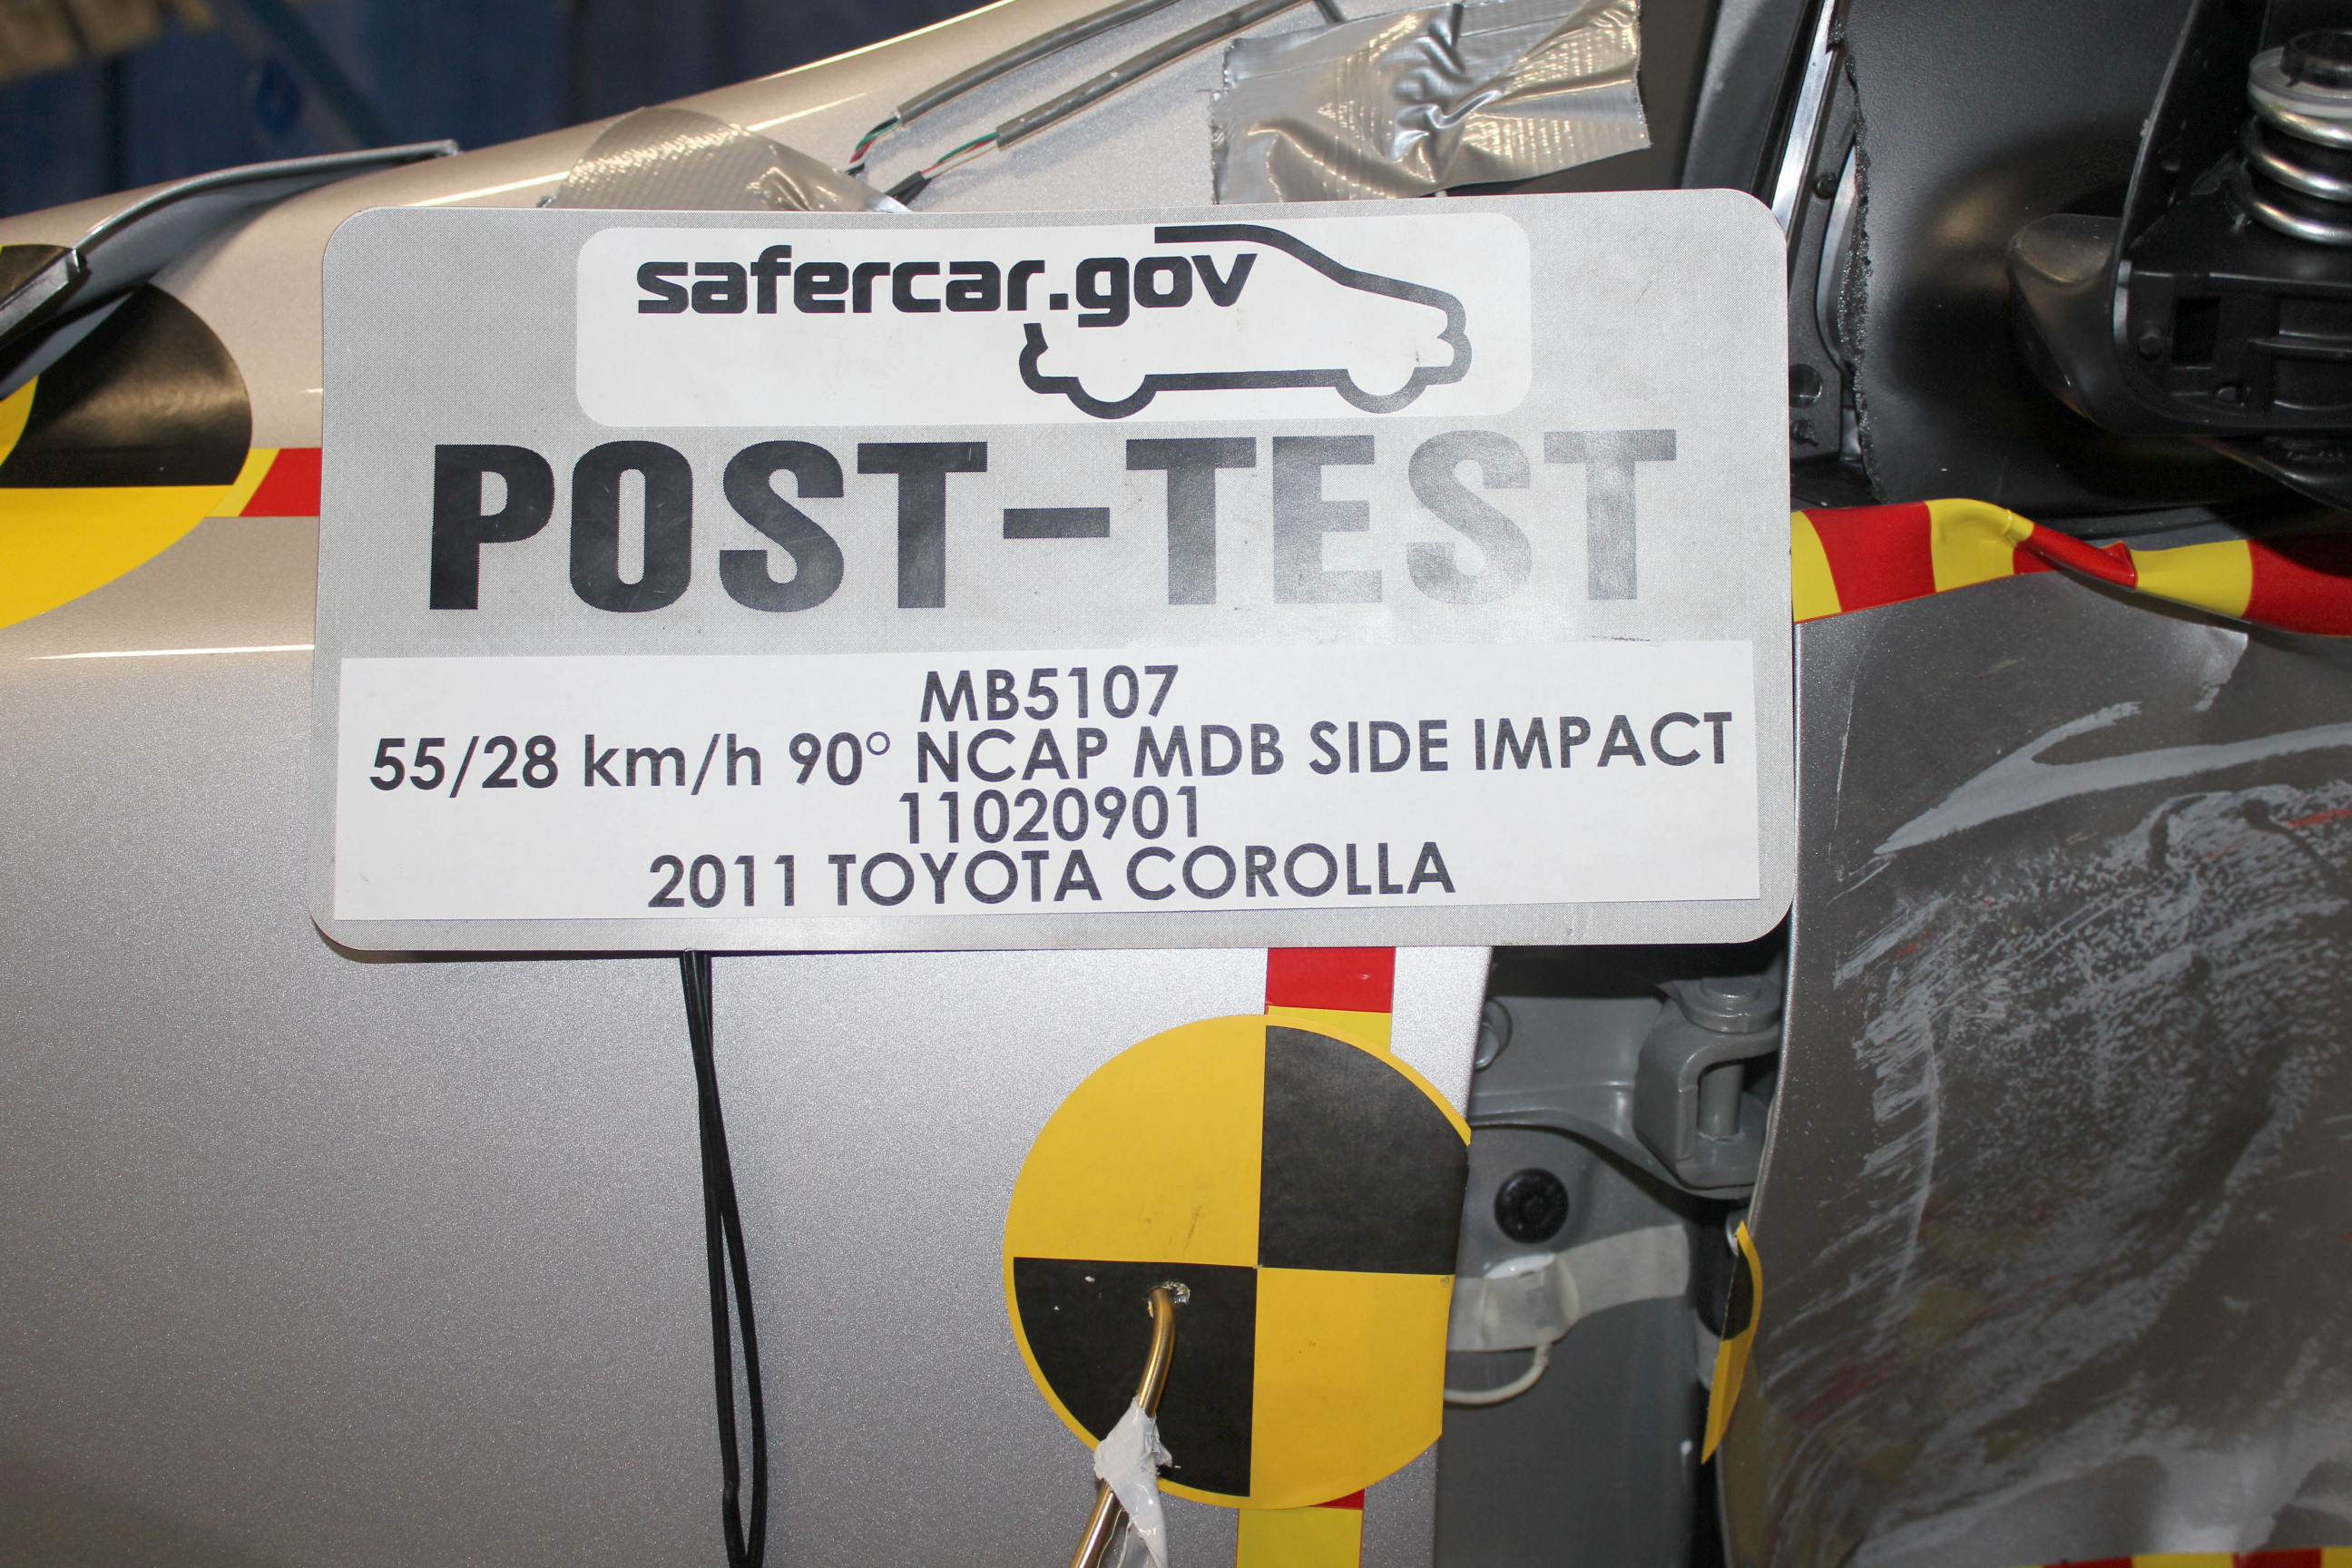 safercar.gov
POST-TEST
MB5107
55/28 km/h 90° NCAP MDB SIDE IMPACT
11020901
2011 TOYOTA COROLLA